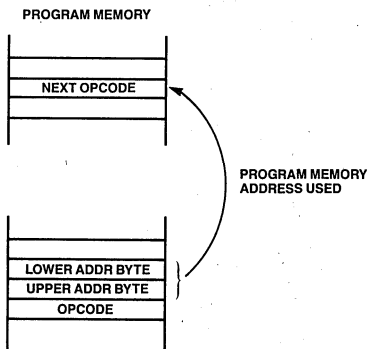 PROGRAM MEMORY
NEXT OPCODE
PROGRAM MEMORY
ADDRESS USED
LOWER ADDR BYTE
UPPER ADDR BYTE
OPCODE